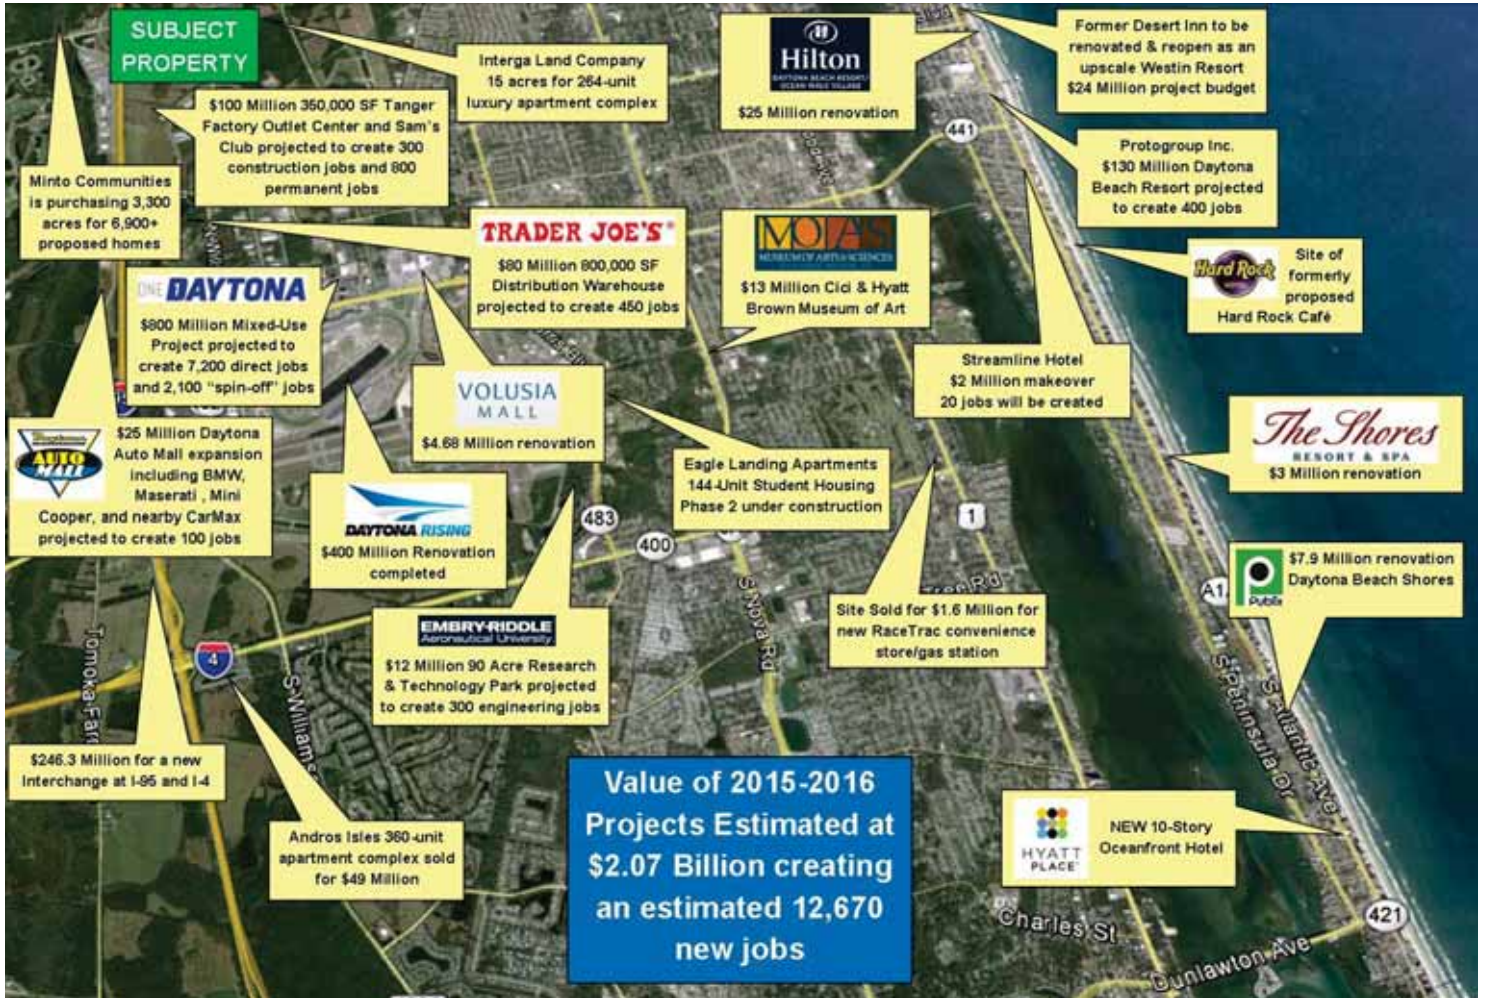 SUBJECT
PROPERTY
Interga Land Company
15 acres for 264-unit
luxury apartment complex
Hilton
DAYTONA BEACH RESORT/
OCEAN WALK VILLAGE
$25 Million renovation
Former Desert Inn to be
renovated & reopen as an
upscale Westin Resort
$24 Million project budget
$100 Million 350,000 SF Tanger
Factory Outlet Center and Sam's
Club projected to create 300
construction jobs and 800
permanent jobs
441
Protogroup Inc.
$130 Million Daytona
Beach Resort projected
to create 400 jobs
Minto Communities
is purchasing 3,300
acres for 6,900+
proposed homes
TRADER JOE'S®
$80 Million 800,000 SF
Distribution Warehouse
projected to create 450 jobs
MOAS
MUSEUM OF ARTS & SCIENCES
$13 Million Cici & Hyatt
Brown Museum of Art
Hard Rock
Site of
formerly
proposed
Hard Rock Café
ONE DAYTONA
$800 Million Mixed-Use
Project projected to
create 7,200 direct jobs
and 2,100 "spin-off" jobs
Streamline Hotel
$2 Million makeover
20 jobs will be created
VOLUSIA
MALL
$4.68 Million renovation
The Shores
RESORT & SPA
$3 Million renovation
Daytona
AUTO
MALL
$25 Million Daytona
Auto Mall expansion
including BMW,
Maserati , Mini
Cooper, and nearby CarMax
projected to create 100 jobs
Eagle Landing Apartments
144-Unit Student Housing
Phase 2 under construction
DAYTONA RISING
$400 Million Renovation
completed
483
400
1
Publix
$7.9 Million renovation
Daytona Beach Shores
A1
Rd
S Nova Rd
EMBRY-RIDDLE
Aeronautical University
$12 Million 90 Acre Research
& Technology Park projected
to create 300 engineering jobs
Site Sold for $1.6 Million for
new RaceTrac convenience
store/gas station
4
Tomoka Far
S Williams
S Peninsula Dr
S Atlantic Ave
$246.3 Million for a new
Interchange at I-95 and I-4
Andros Isles 360-unit
apartment complex sold
for $49 Million
Value of 2015-2016
Projects Estimated at
$2.07 Billion creating
an estimated 12,670
new jobs
HYATT
PLACE
NEW 10-Story
Oceanfront Hotel
421
Charles St
Dunlawton Ave